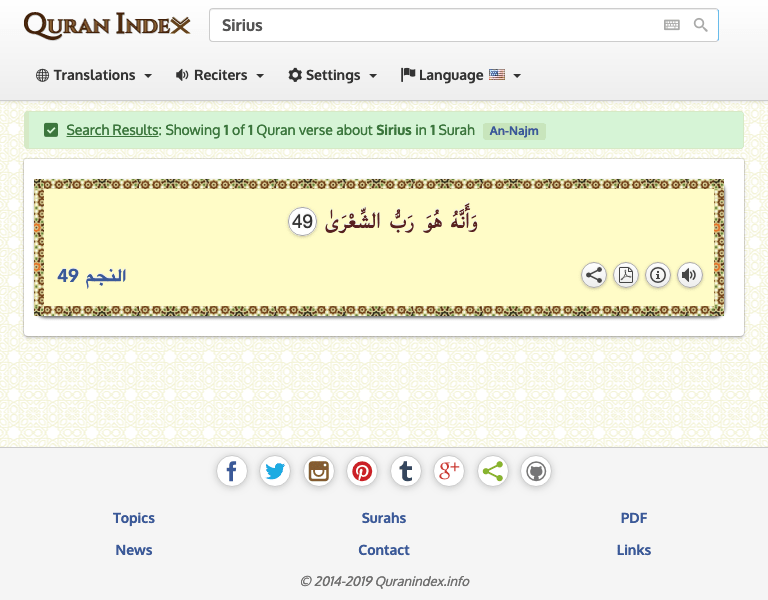 QURAN INDEX
Sirius
Translations Reciters Settings Language
Search Results: Showing 1 of 1 Quran verse about Sirius in 1 Surah An-Najm
وَأَنَّهُ هُوَ رَبُّ الشِّعْرَىٰ 49
النجم 49
Topics Surahs PDF
News Contact Links
© 2014-2019 Quranindex.info